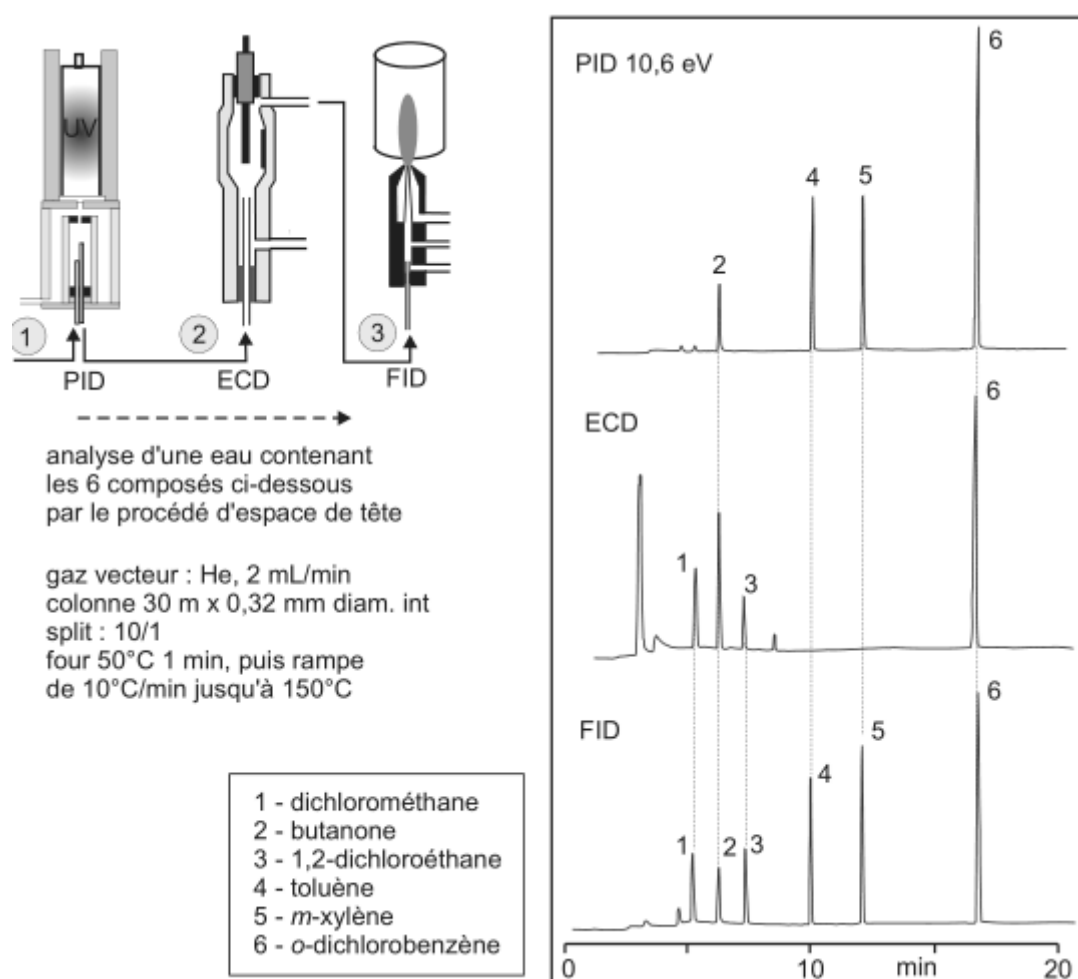 UV
1
2
3
PID
ECD
FID
analyse d'une eau contenant
les 6 composés ci-dessous
par le procédé d'espace de tête
gaz vecteur : He, 2 mL/min
colonne 30 m x 0,32 mm diam. int
split : 10/1
four 50°C 1 min, puis rampe
de 10°C/min jusqu'à 150°C
1 - dichlorométhane
2 - butanone
3 - 1,2-dichloroéthane
4 - toluène
5 - m-xylène
6 - o-dichlorobenzène
PID 10,6 eV
2
4
5
6
ECD
1
3
6
FID
1
2
3
4
5
6
0
10
min
20